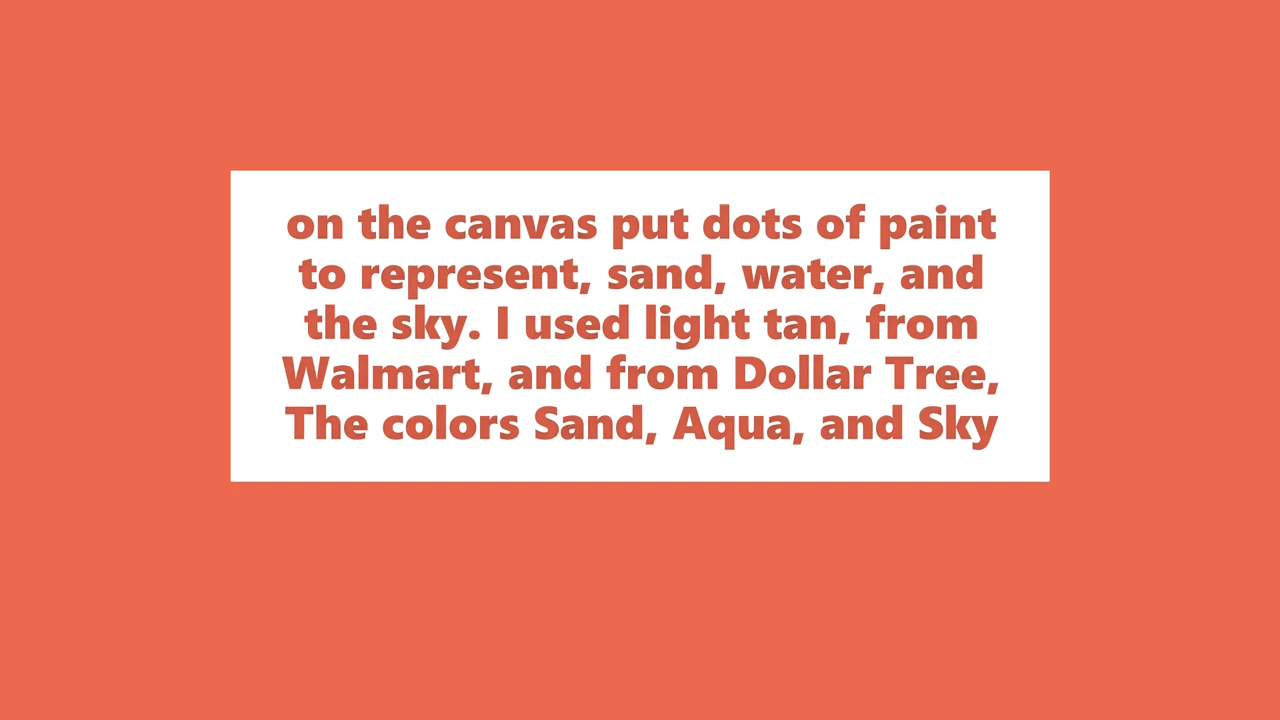 on the canvas put dots of paint
to represent, sand, water, and
the sky. I used light tan, from
Walmart, and from Dollar Tree,
The colors Sand, Aqua, and Sky